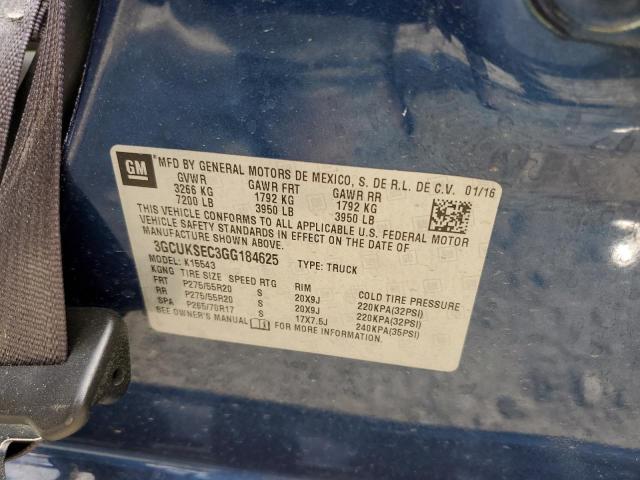 GM MFD BY GENERAL MOTORS DE MEXICO, S. DE R.L. DE C.V. 01/16
GVWR GAWR FRT GAWR RR
3266 KG 1792 KG 1792 KG
7200 LB 3950 LB 3950 LB
THIS VEHICLE CONFORMS TO ALL APPLICABLE U.S. FEDERAL MOTOR
VEHICLE SAFETY, BUMPER, AND THEFT PREVENTION STANDARDS
IN EFFECT ON THE DATE OF MANUFACTURE SHOWN ABOVE.
3GCUKSEC3GG184625 TYPE: TRUCK
MODEL: K15543
KGNG TIRE SIZE SPEED RTG RIM COLD TIRE PRESSURE
FRT P275/55R20 S 20X9J 220KPA(32PSI)
RR P275/55R20 S 20X9J 220KPA(32PSI)
SPA P265/70R17 S 17X7.5J 240KPA(35PSI)
SEE OWNER'S MANUAL FOR MORE INFORMATION.